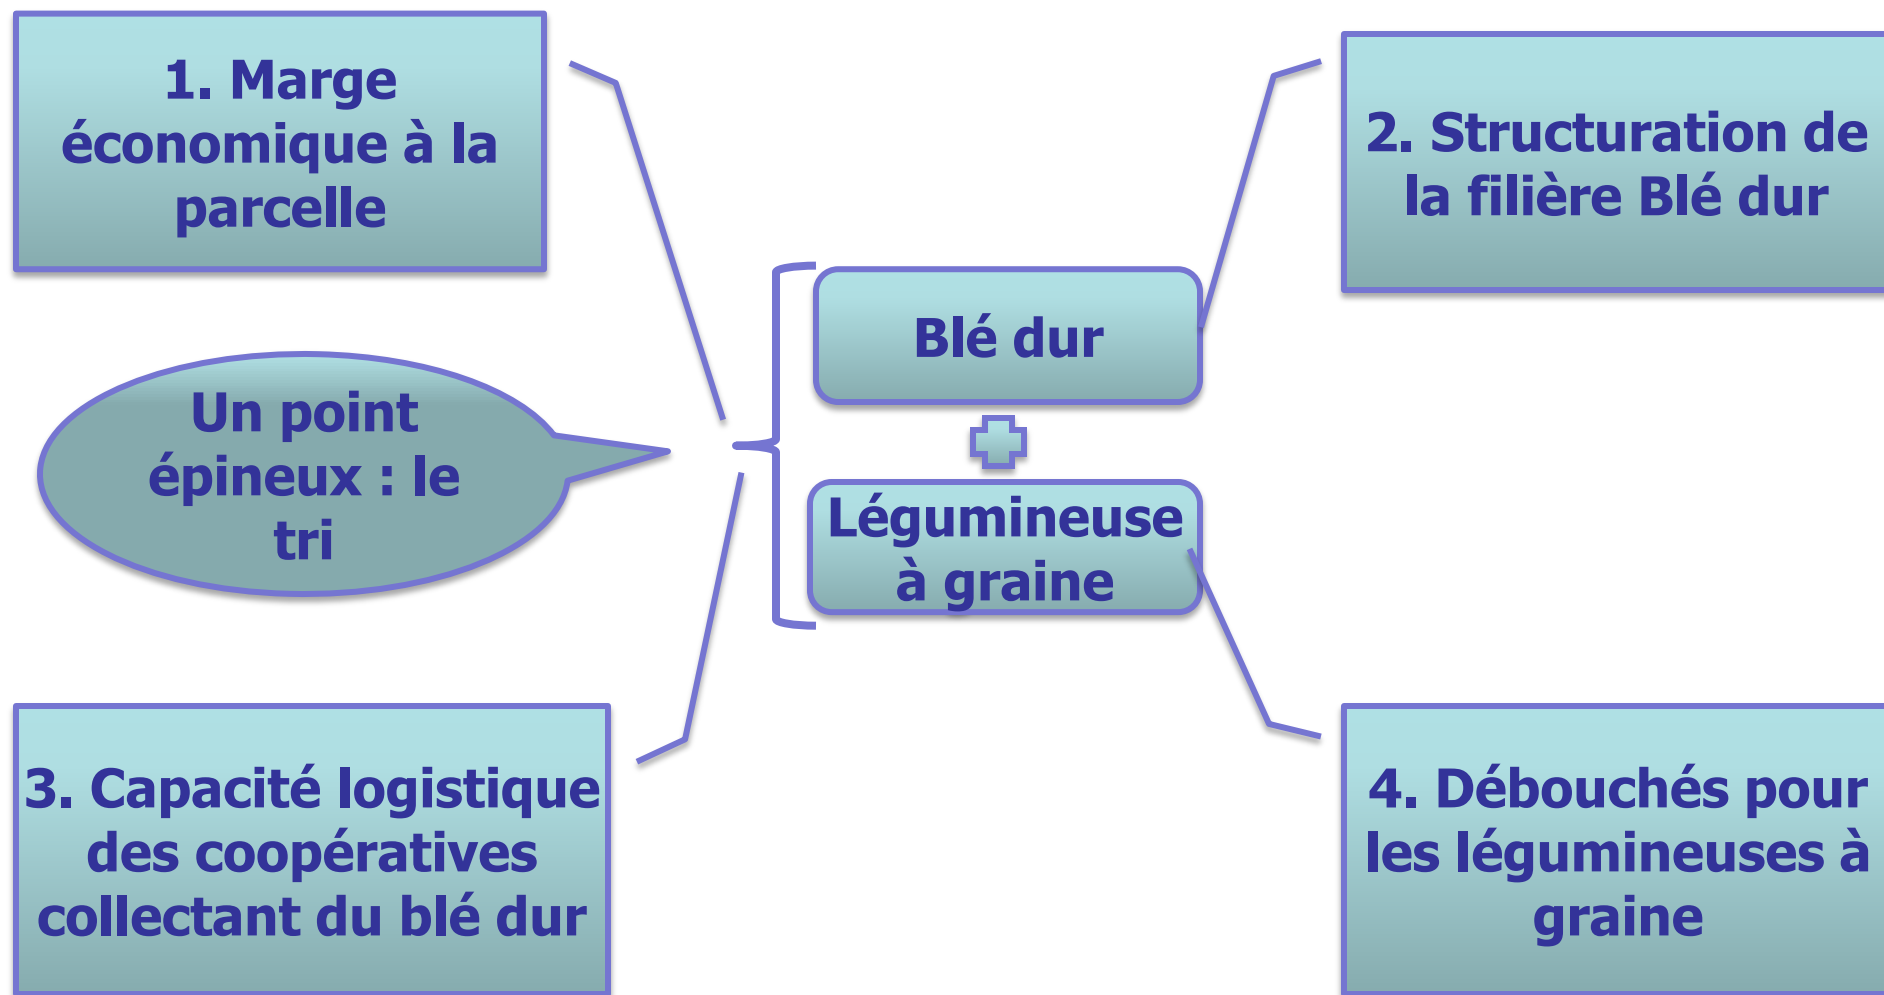 1. Marge
économique à la
parcelle
2. Structuration de
la filière Blé dur
Blé dur
Un point
épineux : le
tri
Légumineuse
à graine
3. Capacité logistique
des coopératives
collectant du blé dur
4. Débouchés pour
les légumineuses à
graine